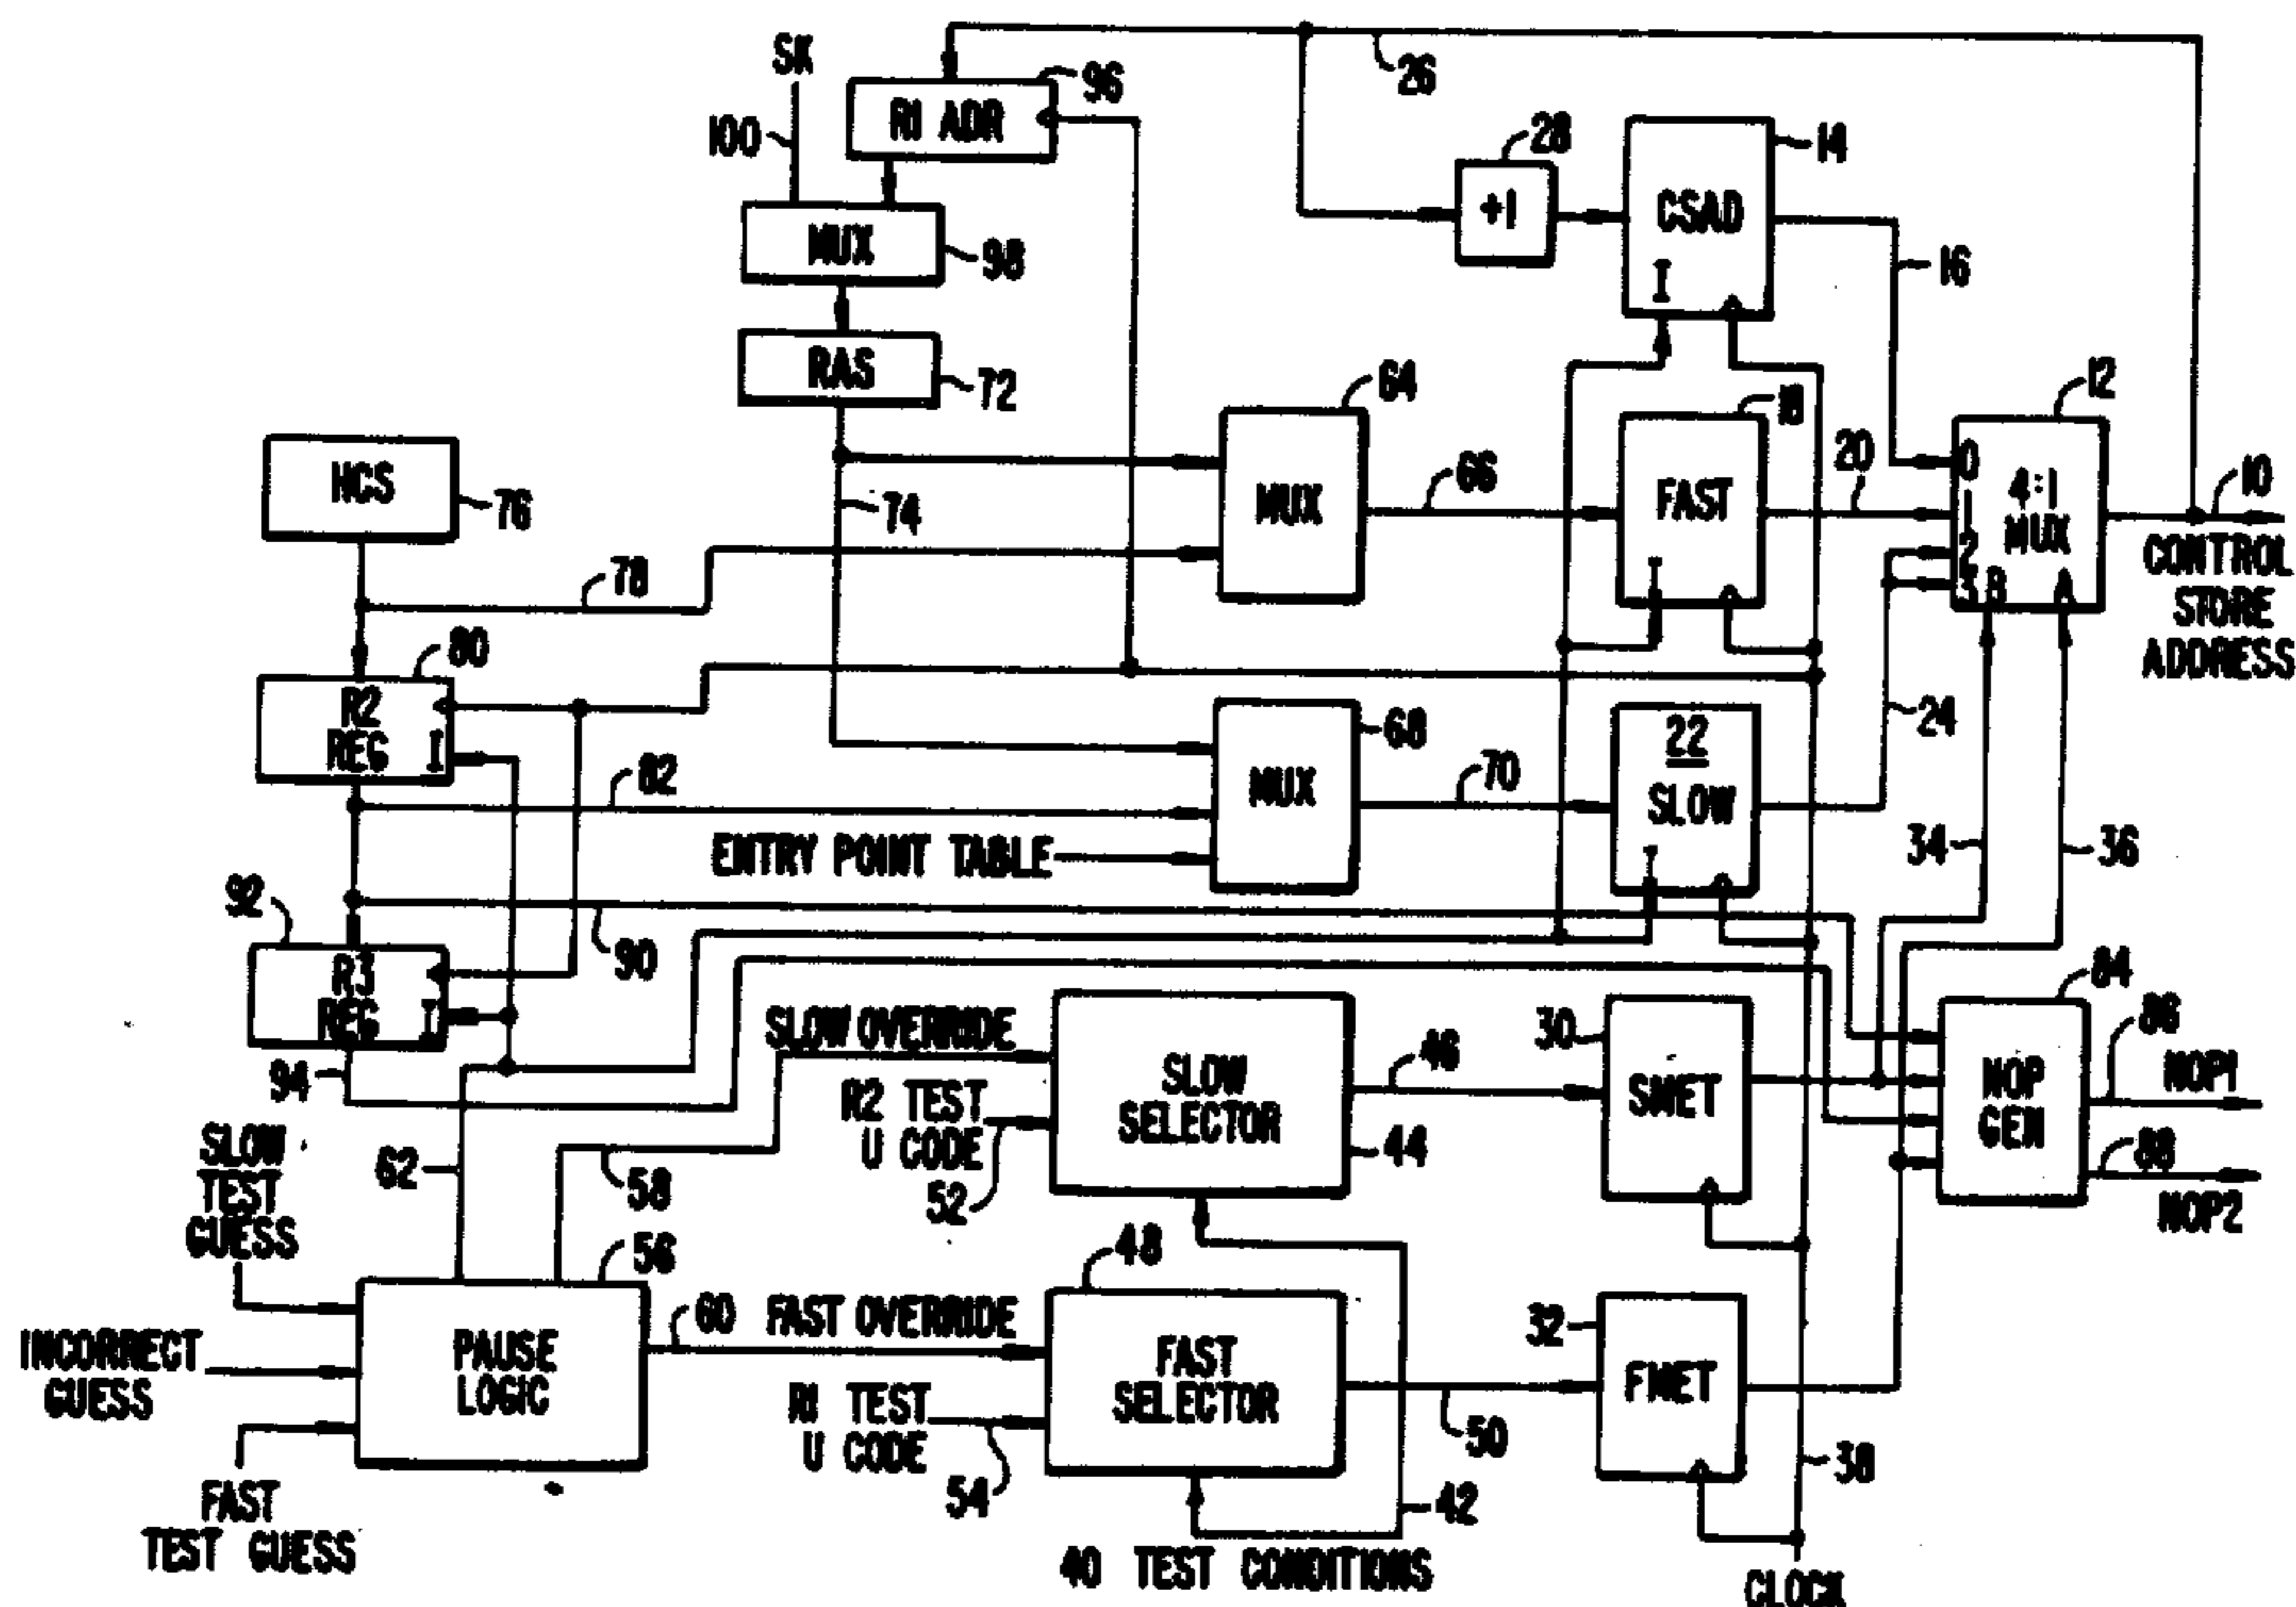 SK
26
R1 ADR
96
100
28
14
+1
CSAD
I
MUX
98
16
RAS
72
64
12
18
HCS
76
74
MUX
66
FAST
I
20
0
1
2
3
4:1
MUX
B
A
10
CONTROL
STORE
ADDRESS
78
80
R2
REG
I
82
68
MUX
70
22
SLOW
I
24
ENTRY POINT TABLE
34
36
92
R3
REG
I
90
84
94
SLOW OVERRIDE
R2 TEST
U CODE
52
SLOW
SELECTOR
46
44
30
NOP
GEN
86
NOP1
88
NOP2
SLOW
TEST
GUESS
62
58
56
48
INCORRECT
GUESS
PAUSE
LOGIC
60
FAST OVERRIDE
R1 TEST
U CODE
54
FAST
SELECTOR
50
32
42
38
FAST
TEST GUESS
40 TEST CONDITIONS
CLOCK